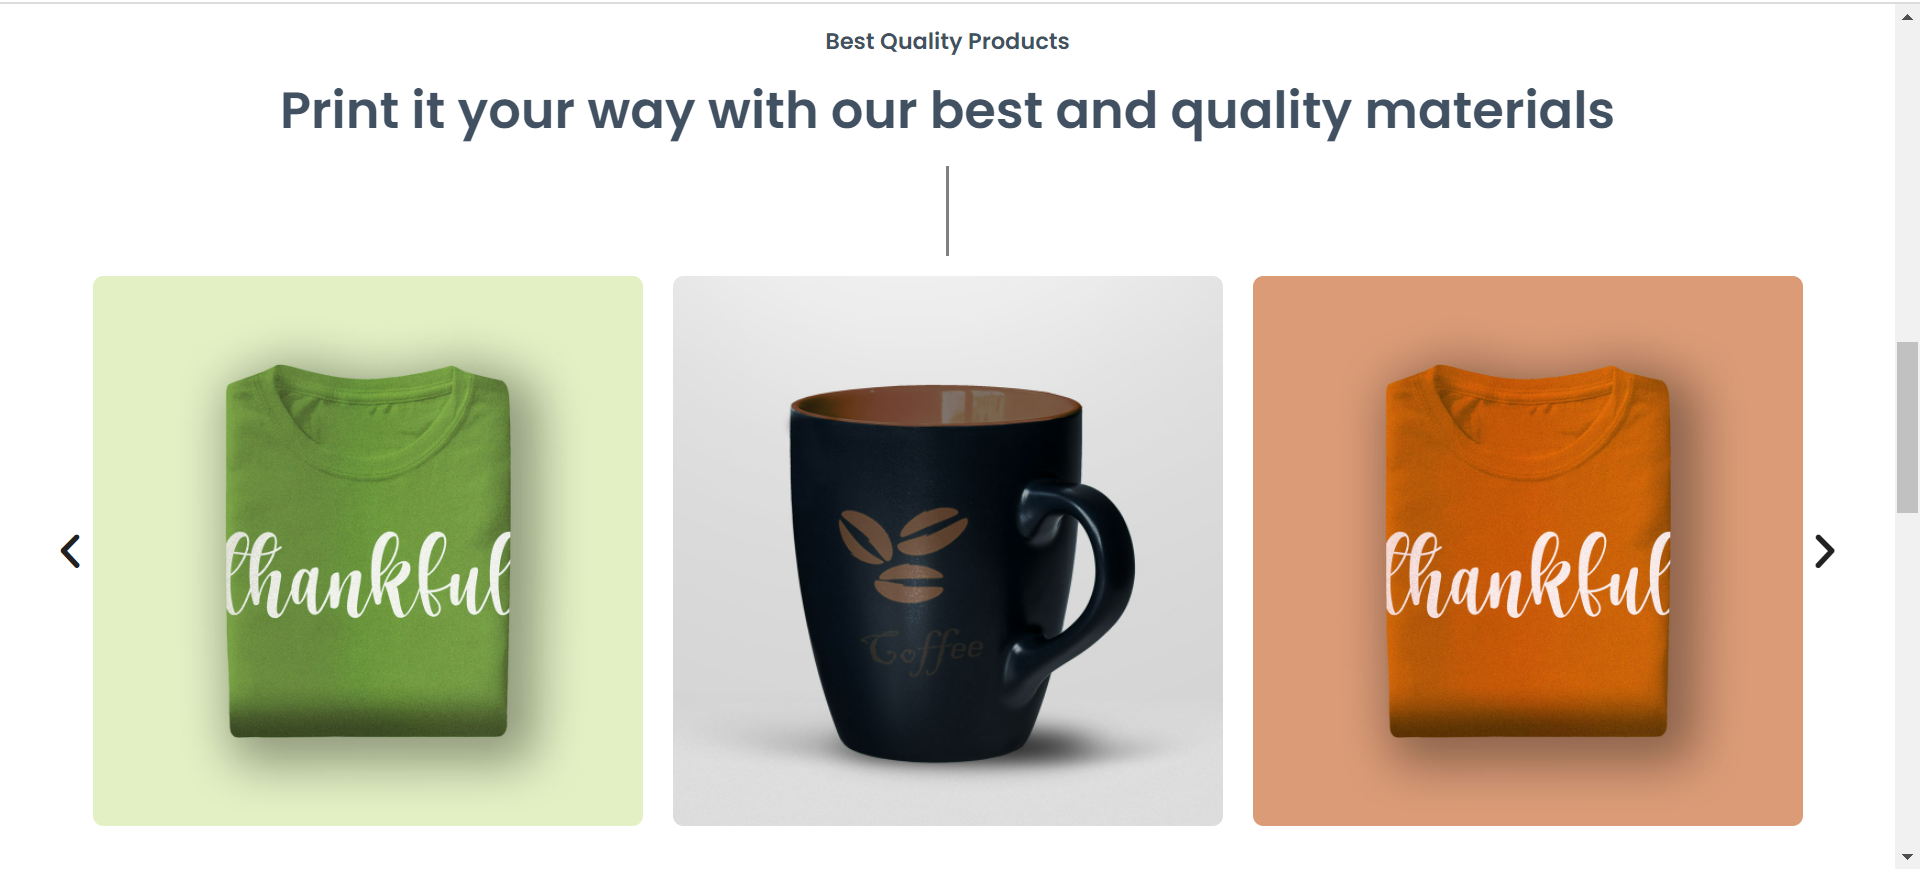 Best Quality Products
Print it your way with our best and quality materials
thankful
Coffee
thankful